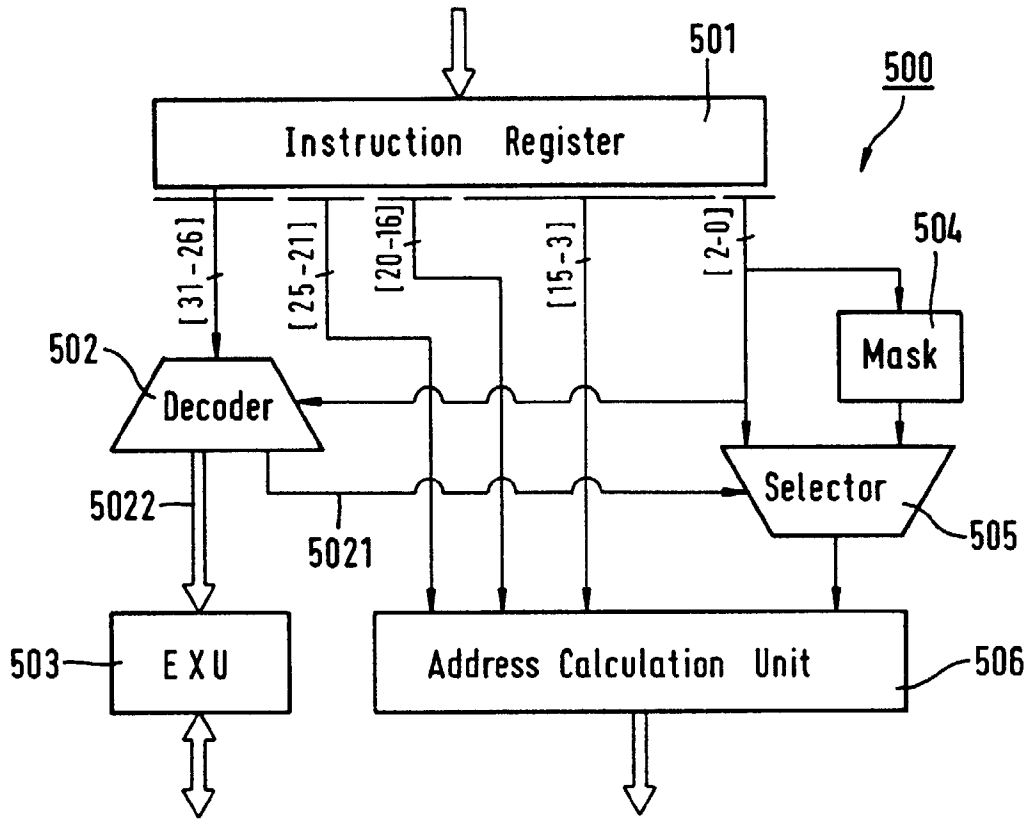 501
500
Instruction Register
[31-26]
[25-21]
[20-16]
[15-3]
[2-0]
504
502
Mask
Decoder
Selector
5022
5021
505
503
EXU
Address Calculation Unit
506